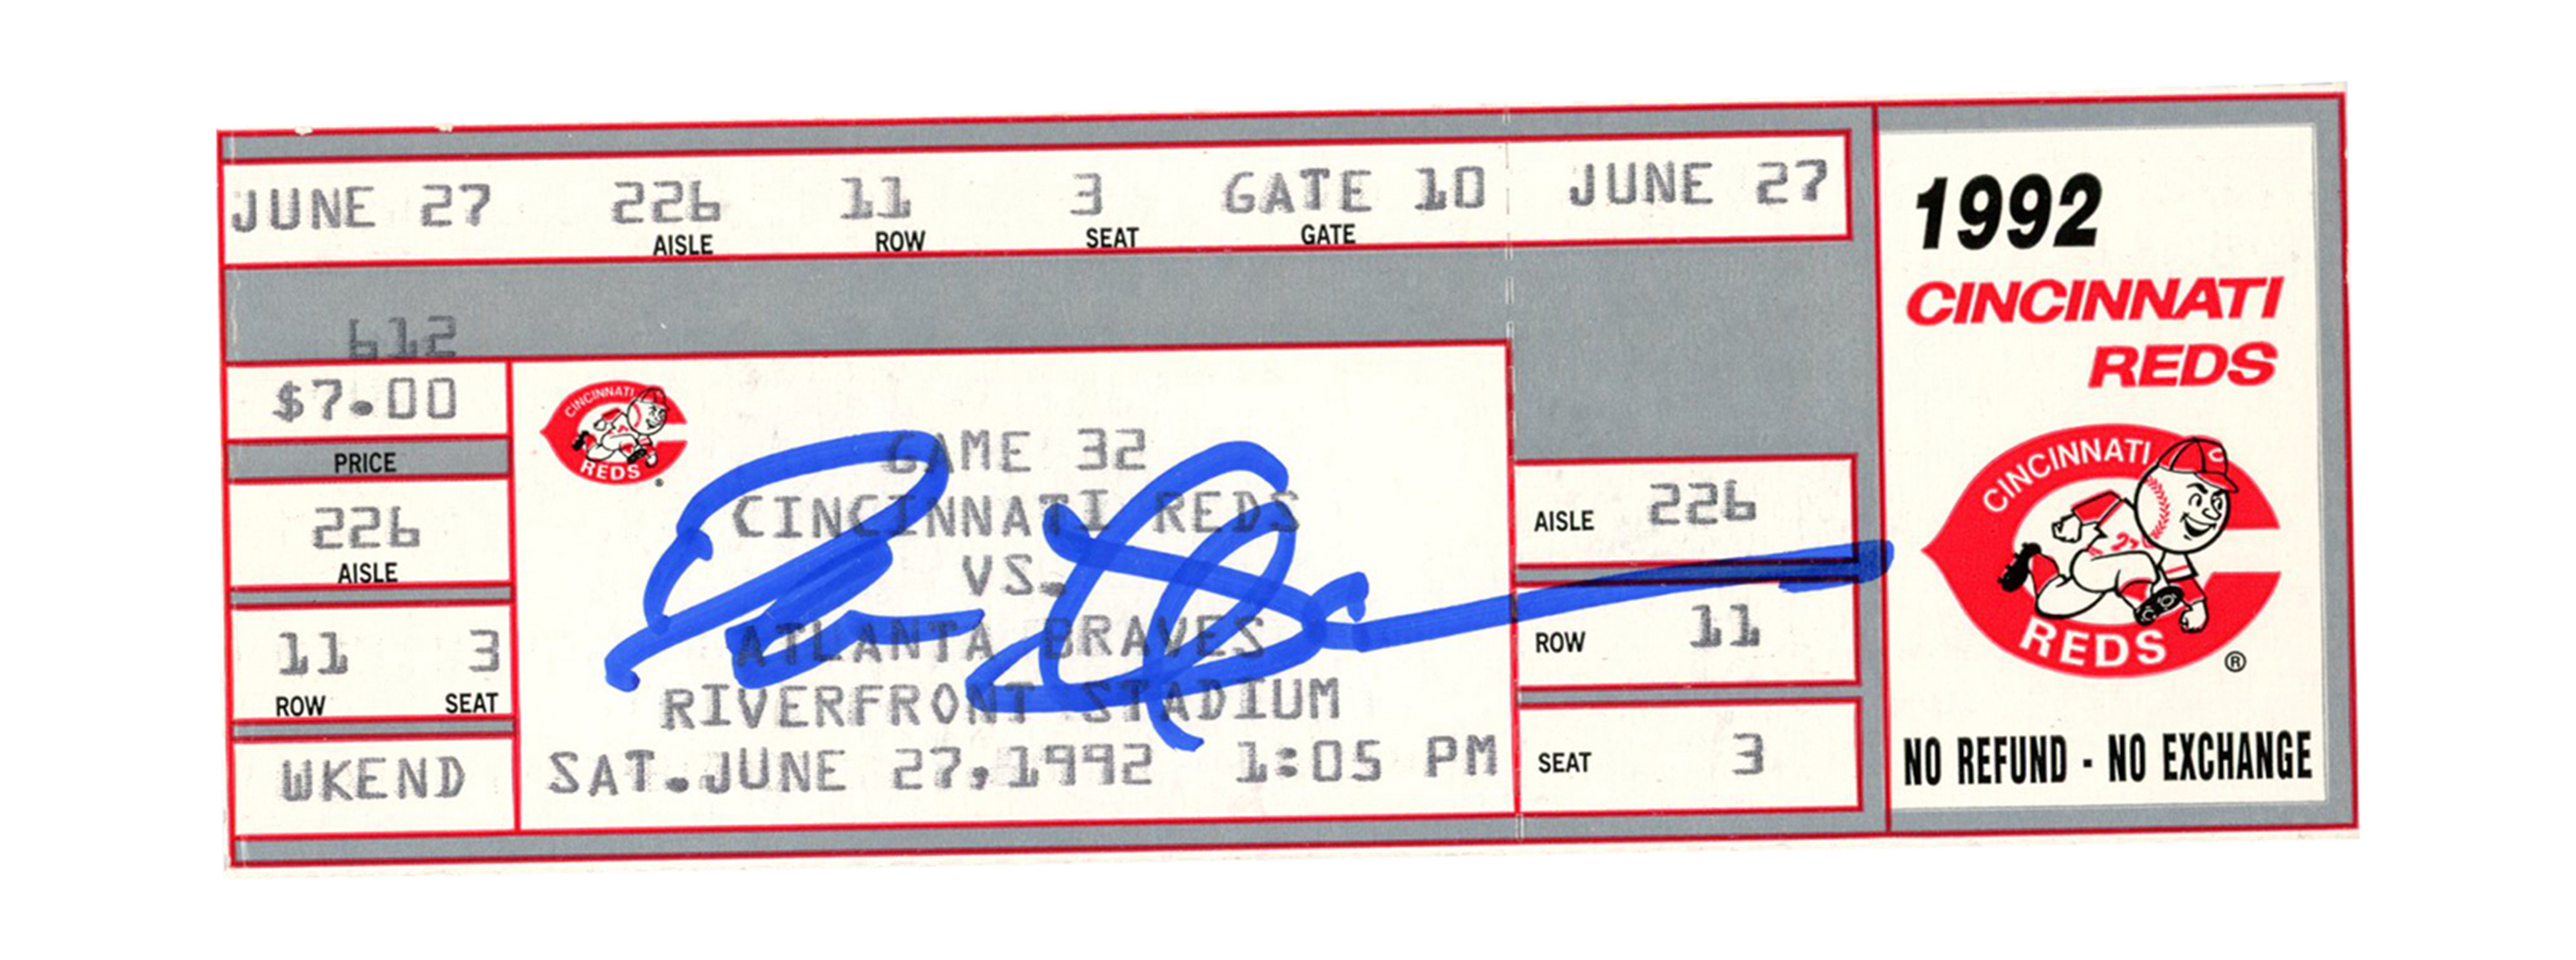 JUNE 27 226 11 3 GATE 10 JUNE 27
AISLE ROW SEAT GATE
612
$7.00
PRICE
226
AISLE
11 3
ROW SEAT
WKEND
CINCINNATI
REDS
®
GAME 32
CINCINNATI REDS
VS.
ATLANTA BRAVES
RIVERFRONT STADIUM
SAT.JUNE 27,1992 1:05 PM
AISLE 226
ROW 11
SEAT 3
1992
CINCINNATI
REDS
CINCINNATI
REDS
®
NO REFUND - NO EXCHANGE